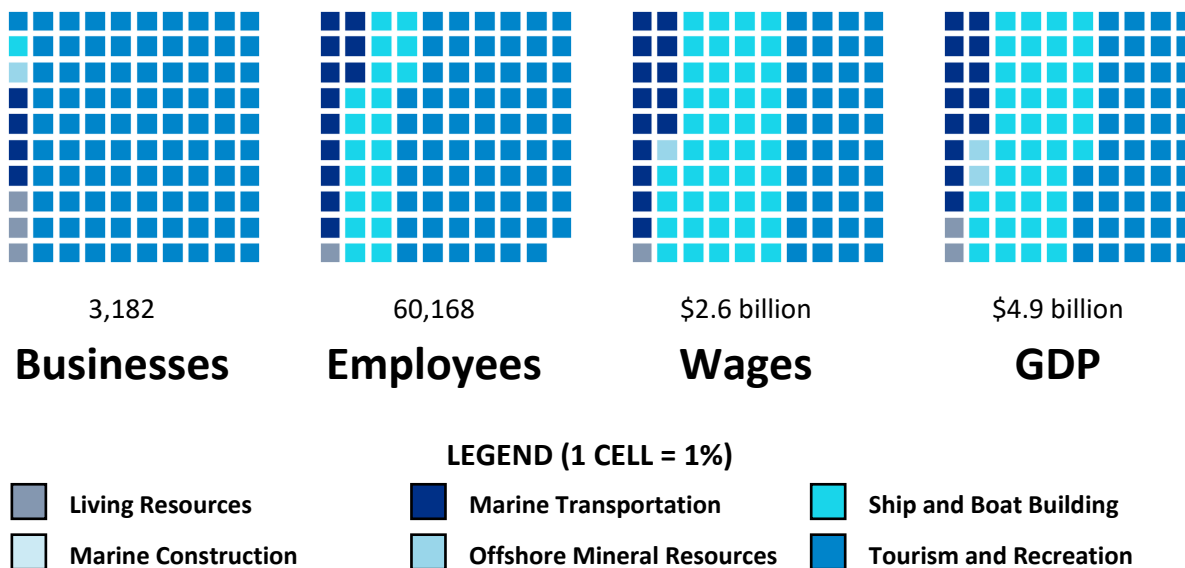 3,182 60,168 $2.6 billion $4.9 billion
Businesses Employees Wages GDP
LEGEND (1 CELL = 1%)
Living Resources Marine Transportation Ship and Boat Building
Marine Construction Offshore Mineral Resources Tourism and Recreation